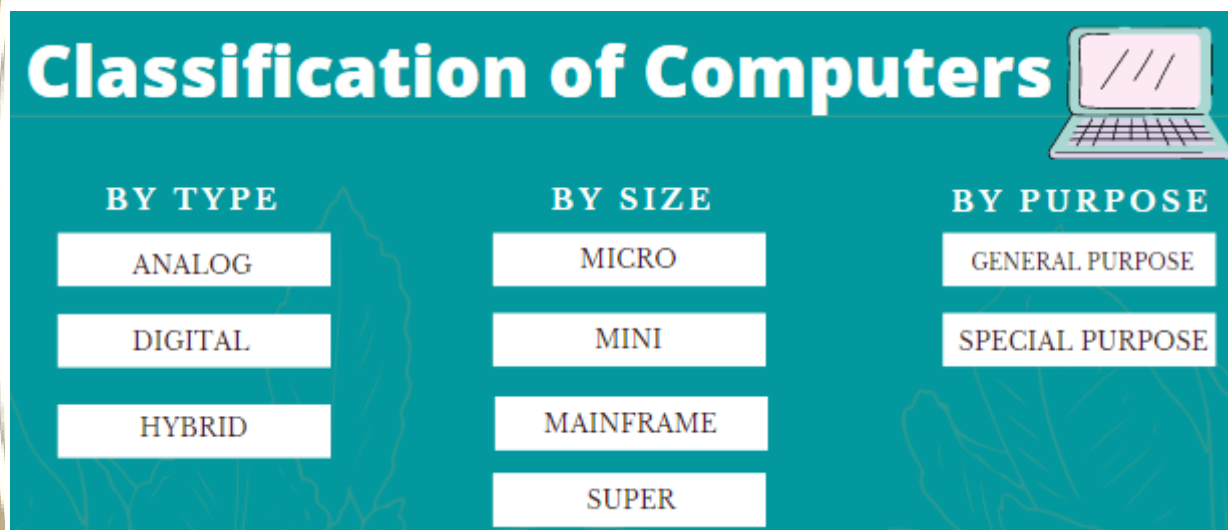 Classification of Computers
BY TYPE
ANALOG
DIGITAL
HYBRID
BY SIZE
MICRO
MINI
MAINFRAME
SUPER
BY PURPOSE
GENERAL PURPOSE
SPECIAL PURPOSE